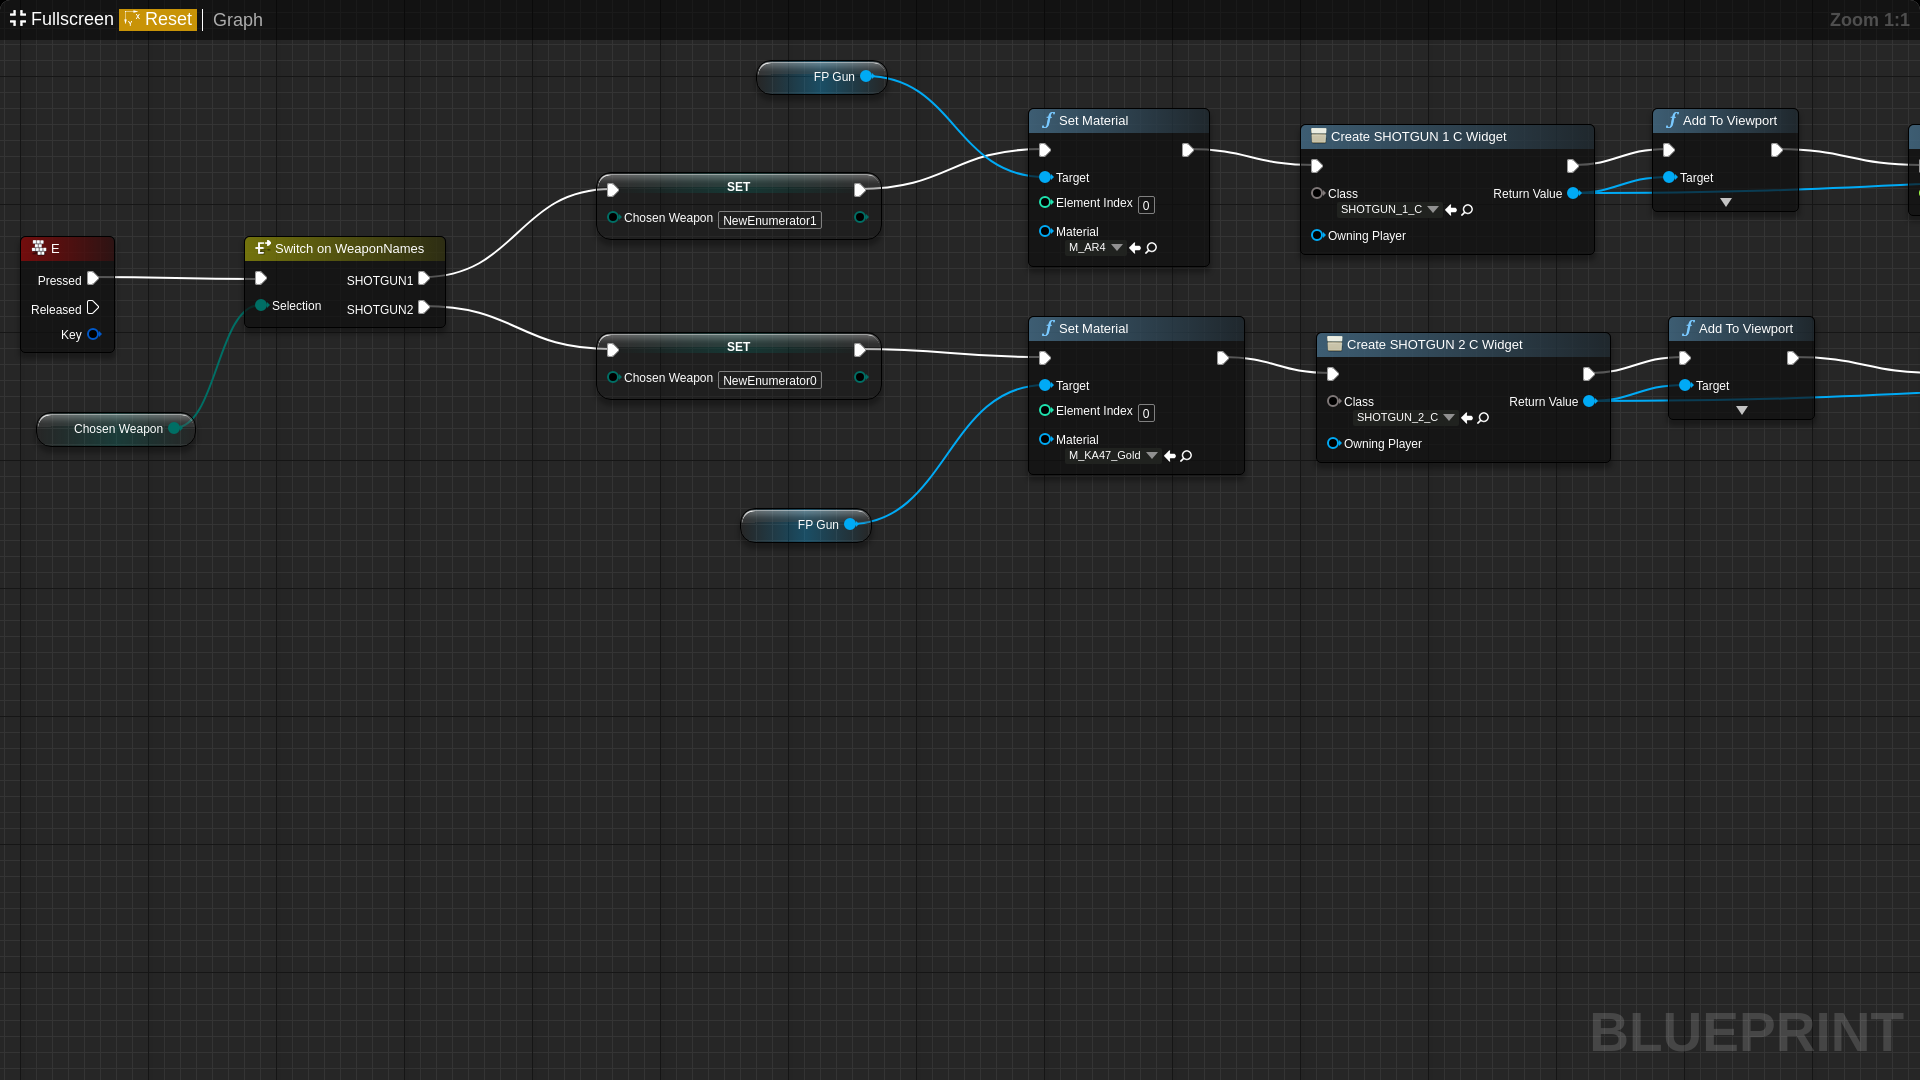 Fullscreen Reset Graph
Zoom 1:1
FP Gun
Set Material
Target
Element Index 0
Material
M_AR4
Create SHOTGUN 1 C Widget
Class
SHOTGUN_1_C
Return Value
Owning Player
Add To Viewport
Target
SET
Chosen Weapon NewEnumerator1
E
Pressed
Released
Key
Switch on WeaponNames
Selection
SHOTGUN1
SHOTGUN2
SET
Chosen Weapon NewEnumerator0
Set Material
Target
Element Index 0
Material
M_KA47_Gold
Create SHOTGUN 2 C Widget
Class
SHOTGUN_2_C
Return Value
Owning Player
Add To Viewport
Target
Chosen Weapon
FP Gun
BLUEPRINT